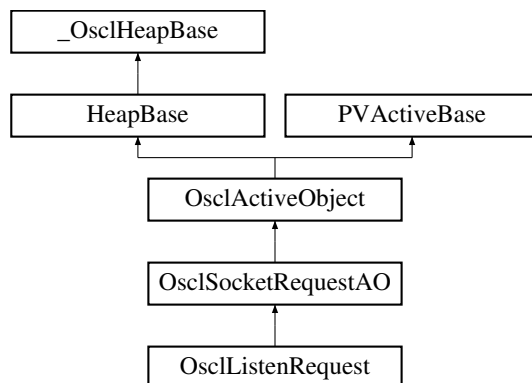 _OsclHeapBase
HeapBase
PVActiveBase
OsclActiveObject
OsclSocketRequestAO
OsclListenRequest